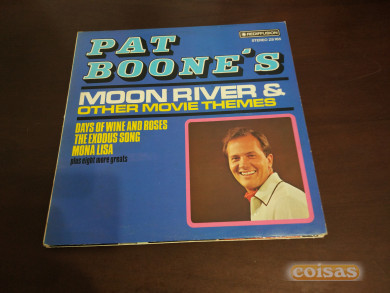 REDIFFUSION
PAT
BOONE'S
MOON RIVER &
OTHER MOVIE THEMES
DAYS OF WINE AND ROSES
THE EXODUS SONG
MONA LISA
plus eight more greats
coisas